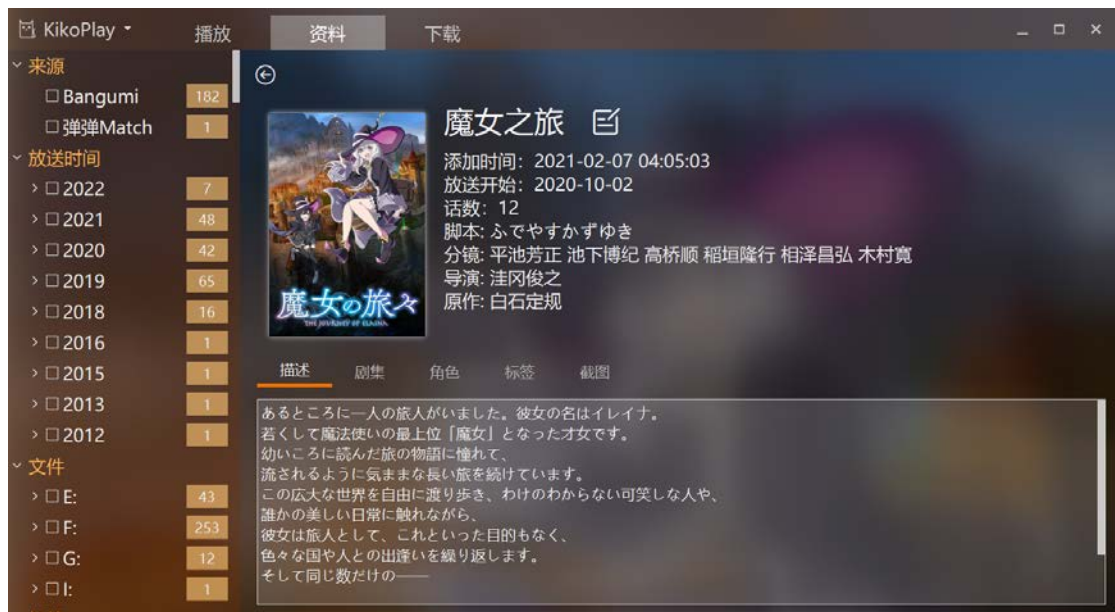 KikoPlay
播放
资料
下载
来源
Bangumi 182
弹弹Match 1
放送时间
2022 7
2021 48
2020 42
2019 65
2018 16
2016 1
2015 1
2013 1
2012 1
文件
E: 43
F: 253
G: 12
I: 1
魔女の旅々
THE JOURNEY OF ELAINA
魔女之旅
添加时间：2021-02-07 04:05:03
放送开始：2020-10-02
话数：12
脚本: ふでやすかずゆき
分镜: 平池芳正 池下博纪 高桥顺 稲垣隆行 相泽昌弘 木村寛
导演: 洼冈俊之
原作: 白石定规
描述
剧集
角色
标签
截图
あるところに一人の旅人がいました。彼女の名はイレイナ。
若くして魔法使いの最上位「魔女」となった才女です。
幼いころに読んだ旅の物語に憧れて、
流されるように気ままな長い旅を続けています。
この広大な世界を自由に渡り歩き、わけのわからない可笑しな人や、
誰かの美しい日常に触れながら、
彼女は旅人として、これといった目的もなく、
色々な国や人との出逢いを繰り返します。
そして同じ数だけの――